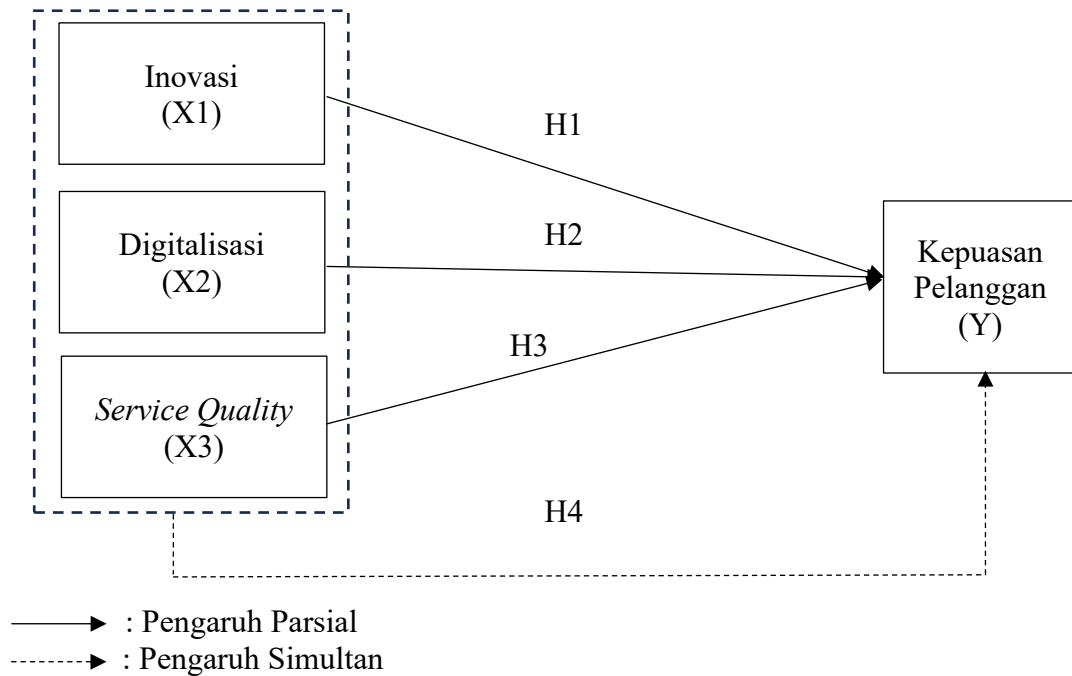 Inovasi
(X1)
H1
Digitalisasi
(X2)
H2
Kepuasan
Pelanggan
(Y)
H3
Service Quality
(X3)
H4
: Pengaruh Parsial
: Pengaruh Simultan